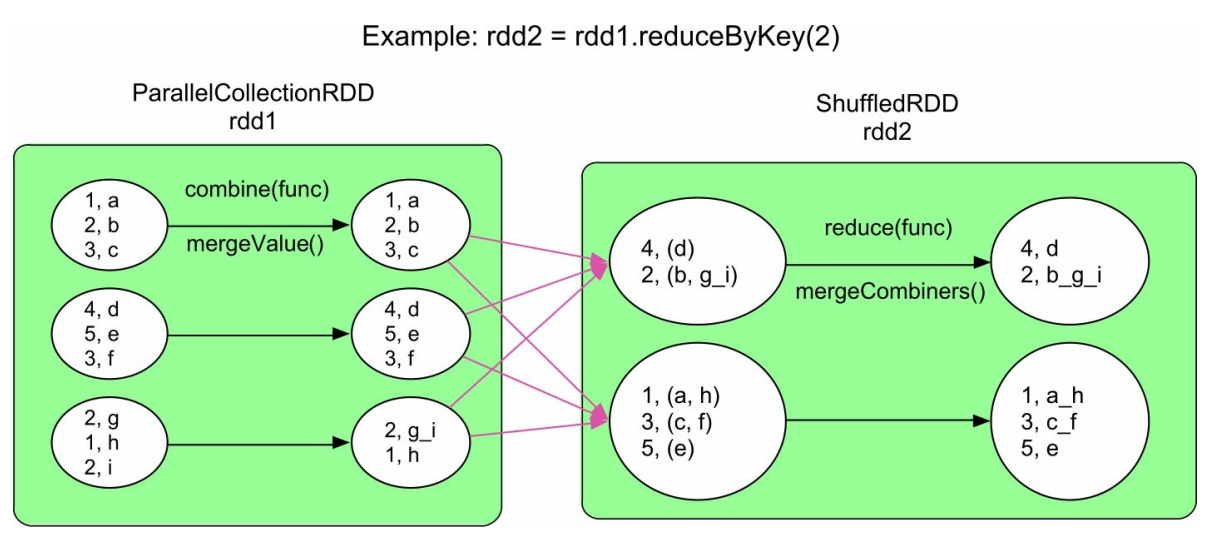 Example: rdd2 = rdd1.reduceByKey(2)
ParallelCollectionRDD
rdd1
1, a
2, b
3, c
combine(func)
mergeValue()
1, a
2, b
3, c
4, d
5, e
3, f
4, d
5, e
3, f
2, g
1, h
2, i
2, g_i
1, h
ShuffledRDD
rdd2
4, (d)
2, (b, g_i)
reduce(func)
mergeCombiners()
4, d
2, b_g_i
1, (a, h)
3, (c, f)
5, (e)
1, a_h
3, c_f
5, e